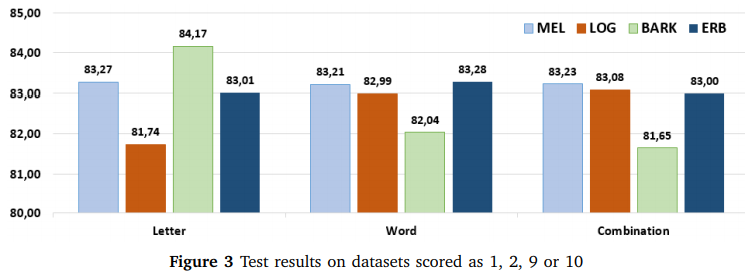 85,00
84,00
83,00
82,00
81,00
80,00
MEL LOG BARK ERB
83,27 81,74 84,17 83,01
83,21 82,99 82,04 83,28
83,23 83,08 81,65 83,00
Letter Word Combination
Figure 3 Test results on datasets scored as 1, 2, 9 or 10